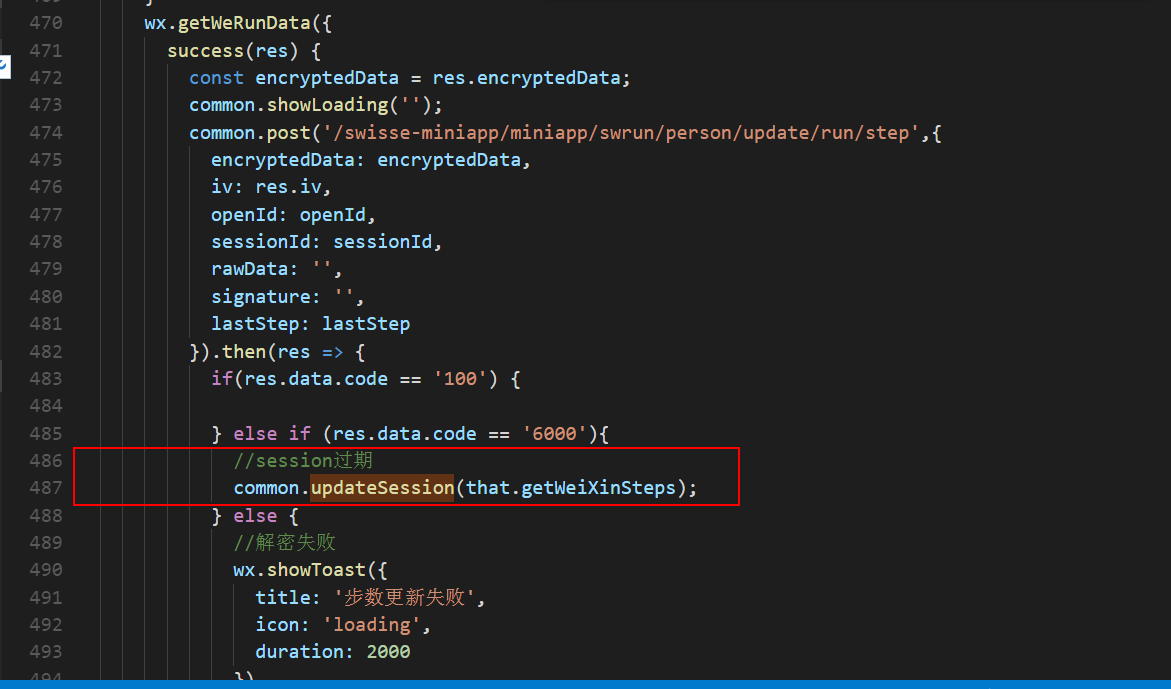 470 wx.getWeRunData({
471 success(res) {
472 const encryptedData = res.encryptedData;
473 common.showLoading('');
474 common.post('/swisse-miniapp/miniapp/swrun/person/update/run/step',{
475 encryptedData: encryptedData,
476 iv: res.iv,
477 openId: openId,
478 sessionId: sessionId,
479 rawData: '',
480 signature: '',
481 lastStep: lastStep
482 }).then(res => {
483 if(res.data.code == '100') {
484
485 } else if (res.data.code == '6000'){
486 //session过期
487 common.updateSession(that.getWeiXinSteps);
488 } else {
489 //解密失败
490 wx.showToast({
491 title: '步数更新失败',
492 icon: 'loading',
493 duration: 2000
494 })